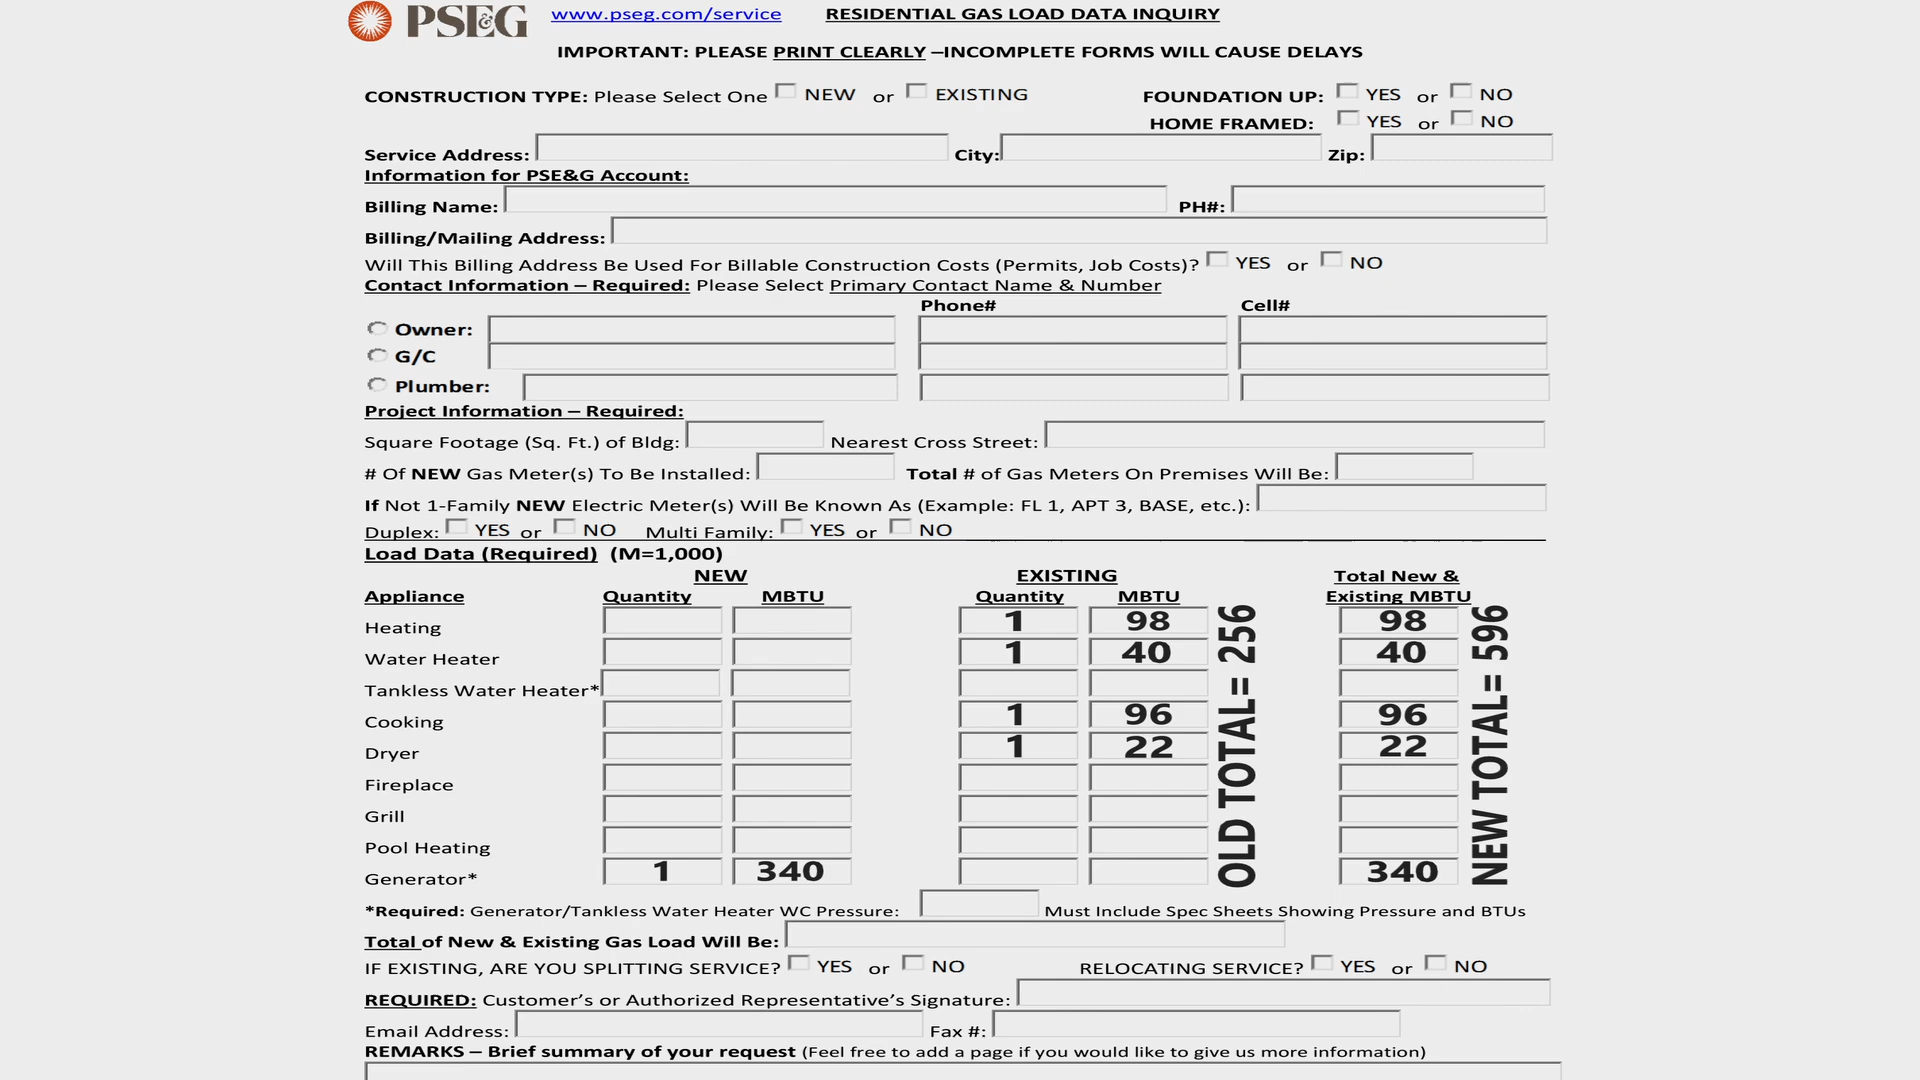 PSE&G www.pseg.com/service RESIDENTIAL GAS LOAD DATA INQUIRY
IMPORTANT: PLEASE PRINT CLEARLY –INCOMPLETE FORMS WILL CAUSE DELAYS
CONSTRUCTION TYPE: Please Select One NEW or EXISTING FOUNDATION UP: YES or NO
HOME FRAMED: YES or NO
Service Address: City: Zip:
Information for PSE&G Account:
Billing Name: PH#:
Billing/Mailing Address:
Will This Billing Address Be Used For Billable Construction Costs (Permits, Job Costs)? YES or NO
Contact Information – Required: Please Select Primary Contact Name & Number
Phone# Cell#
Owner:
G/C
Plumber:
Project Information – Required:
Square Footage (Sq. Ft.) of Bldg: Nearest Cross Street:
# Of NEW Gas Meter(s) To Be Installed: Total # of Gas Meters On Premises Will Be:
If Not 1-Family NEW Electric Meter(s) Will Be Known As (Example: FL 1, APT 3, BASE, etc.):
Duplex: YES or NO Multi Family: YES or NO
Load Data (Required) (M=1,000)
NEW EXISTING Total New &
Appliance Quantity MBTU Quantity MBTU Existing MBTU
Heating 1 98 98
Water Heater 1 40 40
Tankless Water Heater*
Cooking 1 96 96
Dryer 1 22 22
Fireplace
Grill
Pool Heating
Generator* 1 340 340
OLD TOTAL= 256
NEW TOTAL= 596
*Required: Generator/Tankless Water Heater WC Pressure: Must Include Spec Sheets Showing Pressure and BTUs
Total of New & Existing Gas Load Will Be:
IF EXISTING, ARE YOU SPLITTING SERVICE? YES or NO RELOCATING SERVICE? YES or NO
REQUIRED: Customer's or Authorized Representative's Signature:
Email Address: Fax #:
REMARKS – Brief summary of your request (Feel free to add a page if you would like to give us more information)